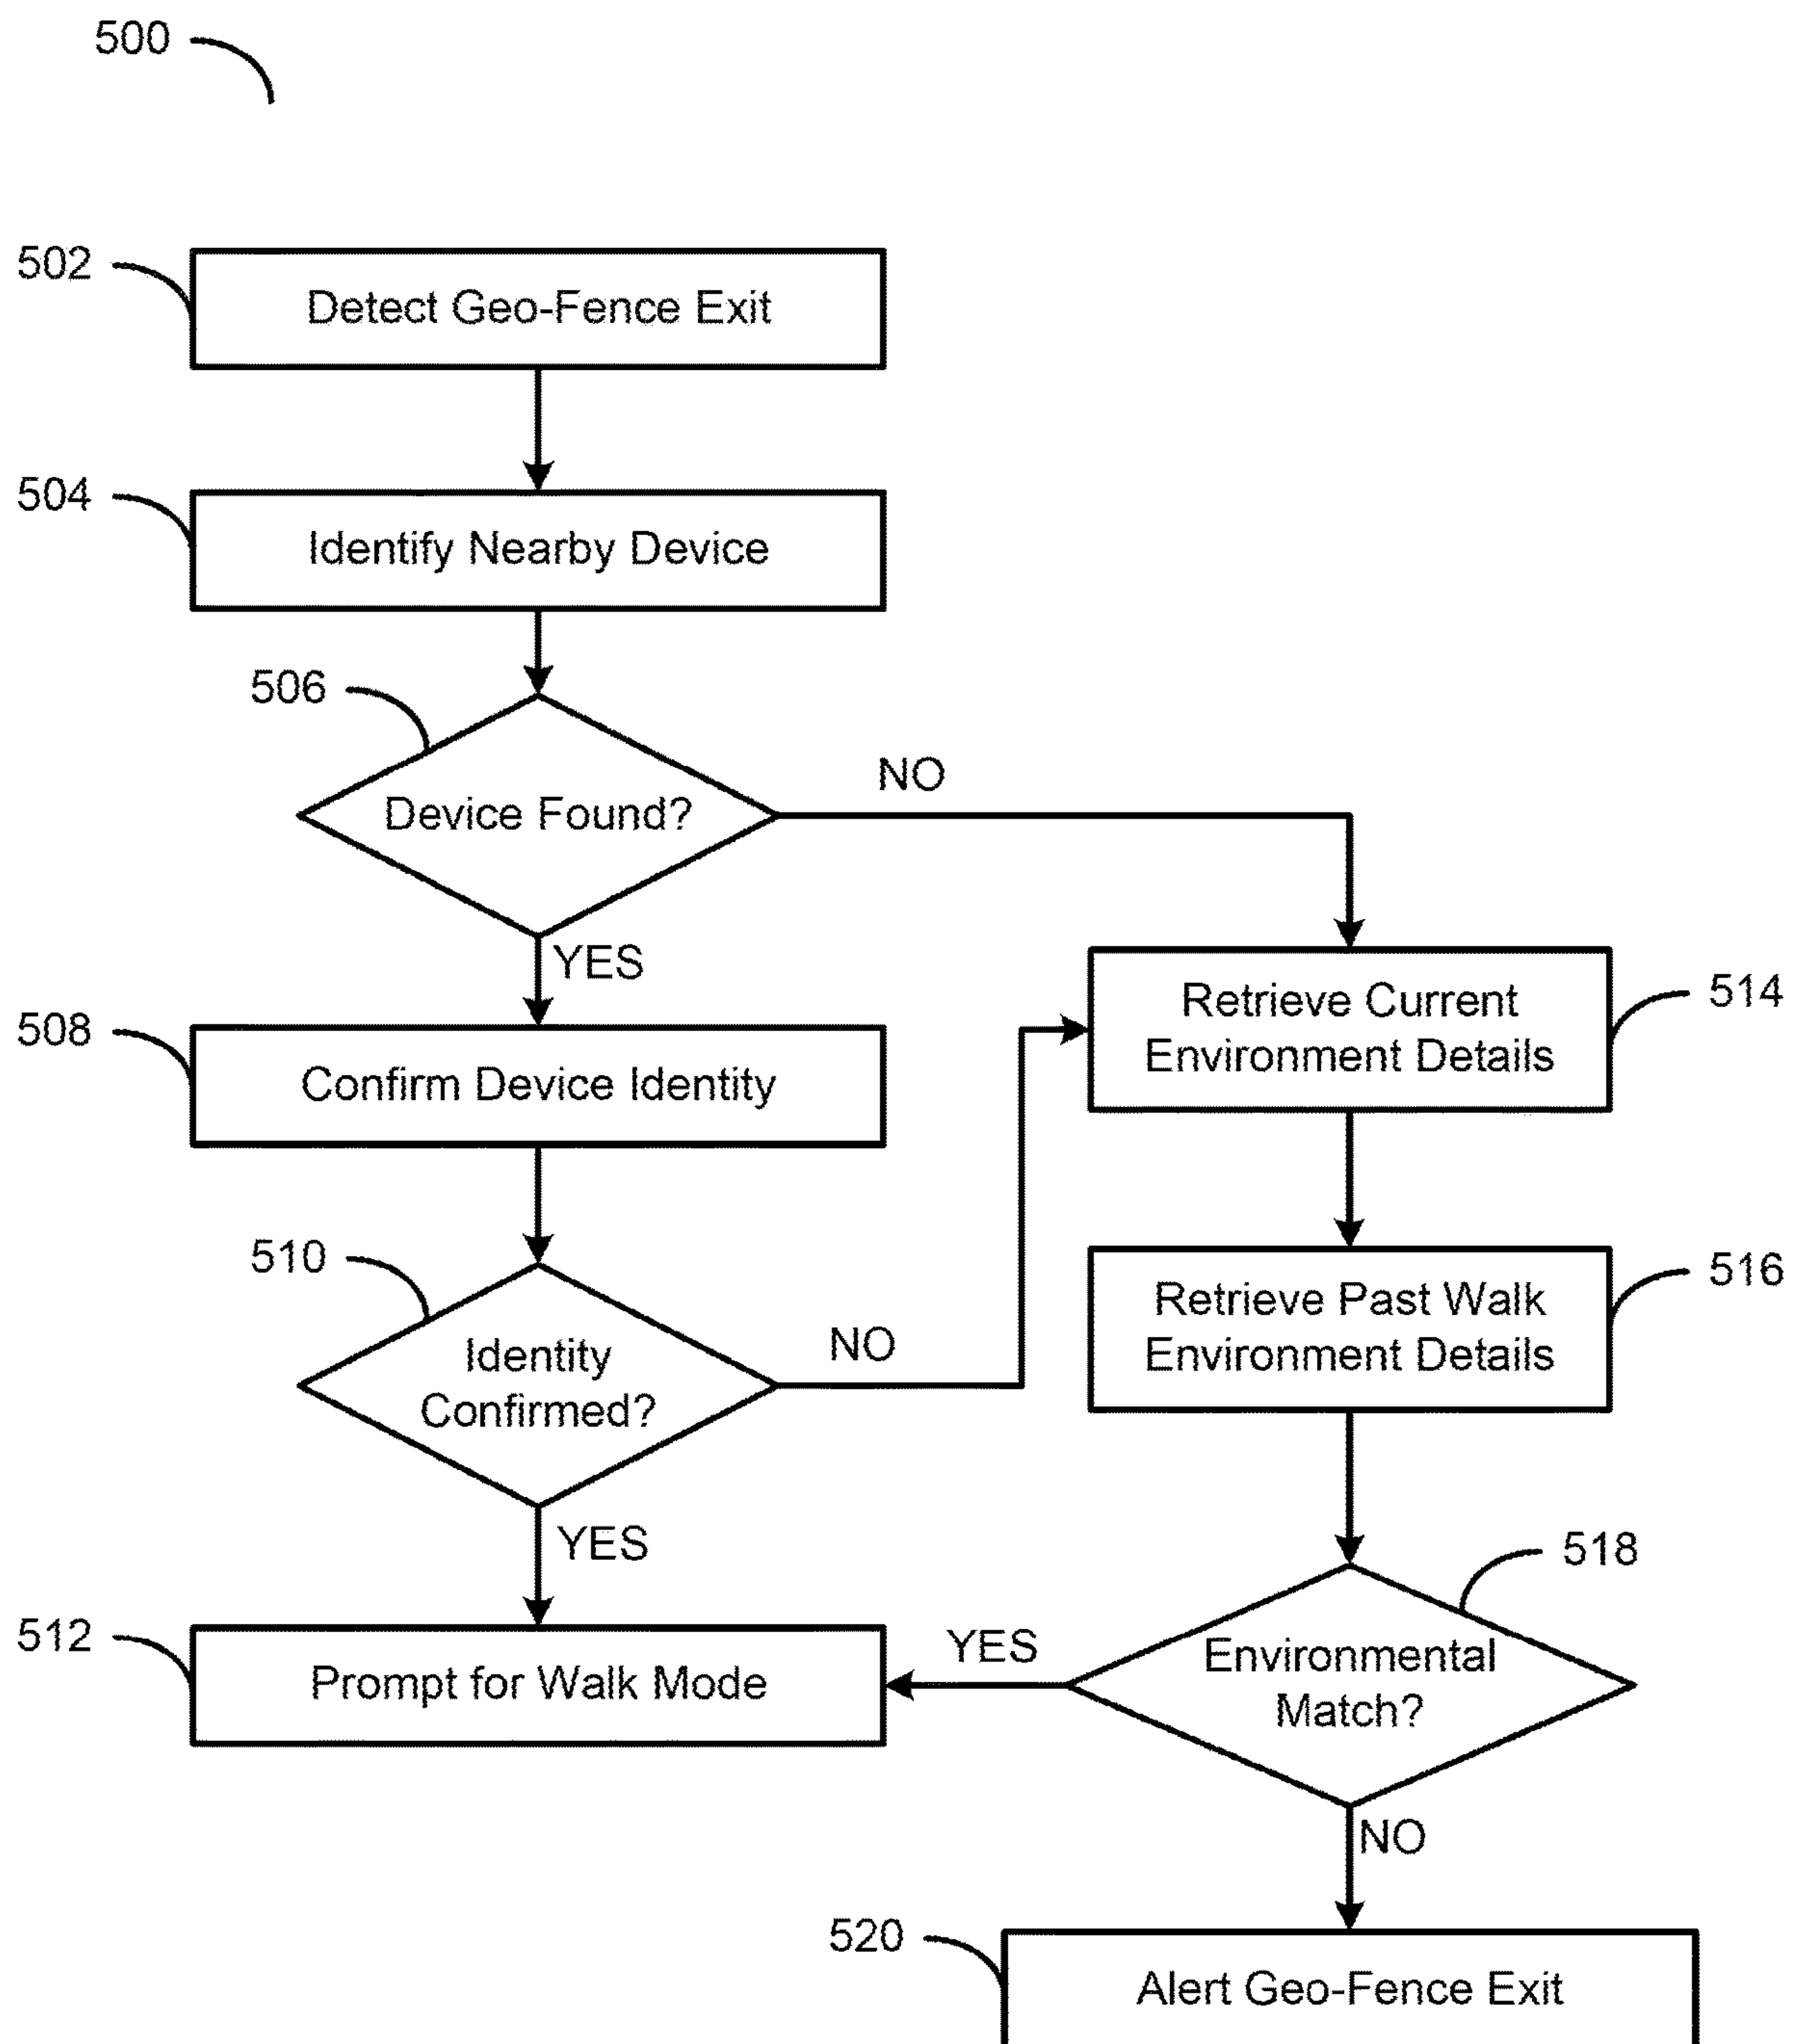 500
502
Detect Geo-Fence Exit
504
Identify Nearby Device
506
Device Found?
NO
YES
508
Confirm Device Identity
514
Retrieve Current
Environment Details
510
Identity
Confirmed?
NO
YES
516
Retrieve Past Walk
Environment Details
518
Environmental
Match?
YES
NO
512
Prompt for Walk Mode
520
Alert Geo-Fence Exit